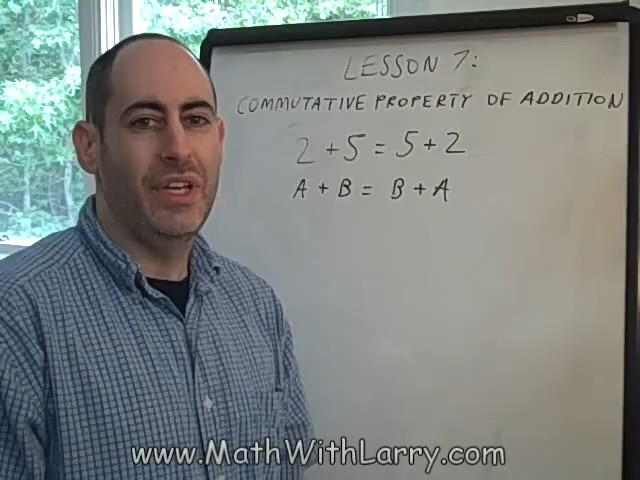 LESSON 7:
COMMUTATIVE PROPERTY OF ADDITION
2 + 5 = 5 + 2
A + B = B + A
www.MathWithLarry.com